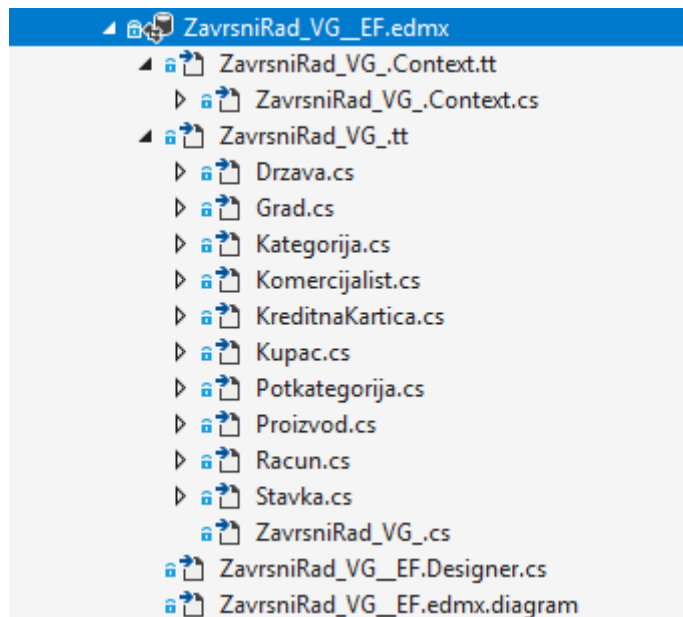 ZavrsniRad_VG__EF.edmx
ZavrsniRad_VG_.Context.tt
ZavrsniRad_VG_.Context.cs
ZavrsniRad_VG_.tt
Drzava.cs
Grad.cs
Kategorija.cs
Komercijalist.cs
KreditnaKartica.cs
Kupac.cs
Potkategorija.cs
Proizvod.cs
Racun.cs
Stavka.cs
ZavrsniRad_VG_.cs
ZavrsniRad_VG__EF.Designer.cs
ZavrsniRad_VG__EF.edmx.diagram